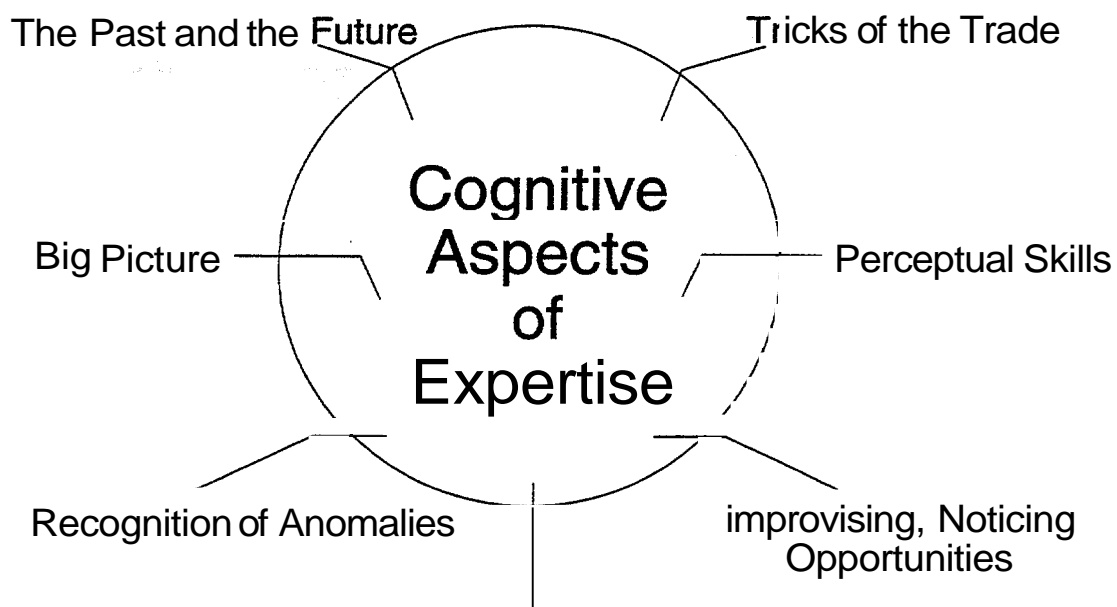 The Past and the Future
Tricks of the Trade
Cognitive
Aspects
of
Expertise
Big Picture
Perceptual Skills
Recognition of Anomalies
improvising, Noticing
Opportunities